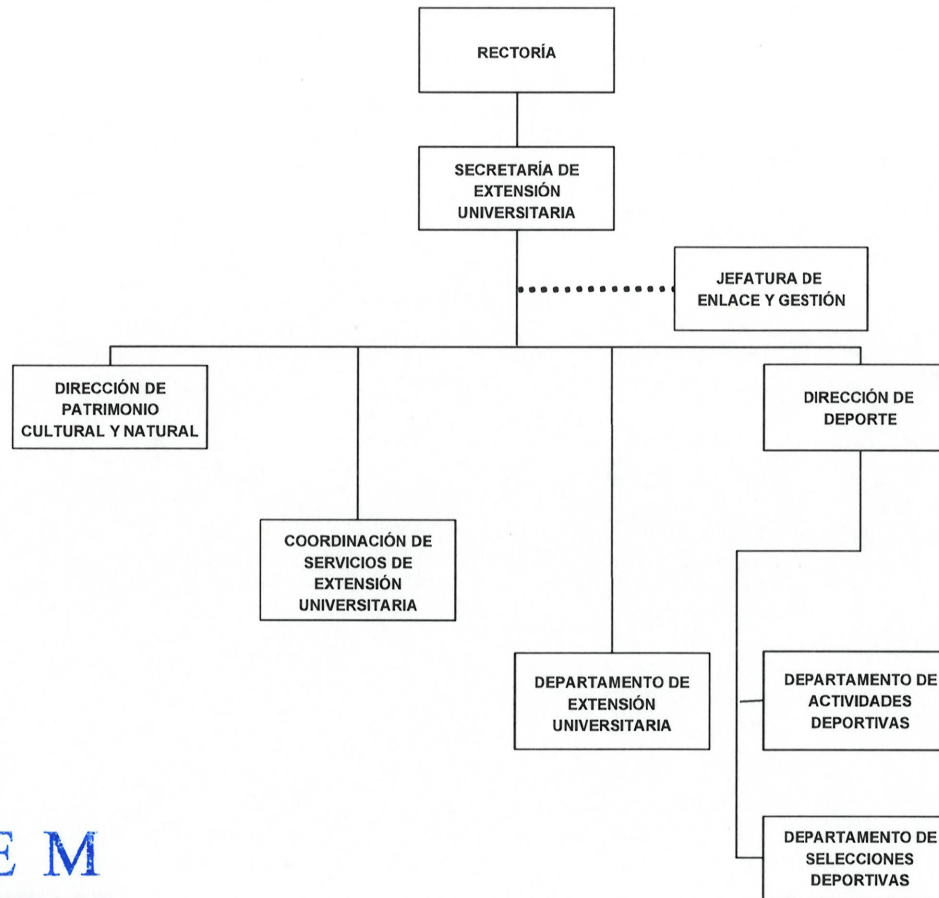 RECTORÍA
SECRETARÍA DE
EXTENSIÓN
UNIVERSITARIA
JEFATURA DE
ENLACE Y GESTIÓN
DIRECCIÓN DE
PATRIMONIO
CULTURAL Y NATURAL
DIRECCIÓN DE
DEPORTE
COORDINACIÓN DE
SERVICIOS DE
EXTENSIÓN
UNIVERSITARIA
DEPARTAMENTO DE
EXTENSIÓN
UNIVERSITARIA
DEPARTAMENTO DE
ACTIVIDADES
DEPORTIVAS
DEPARTAMENTO DE
SELECCIONES
DEPORTIVAS
E M